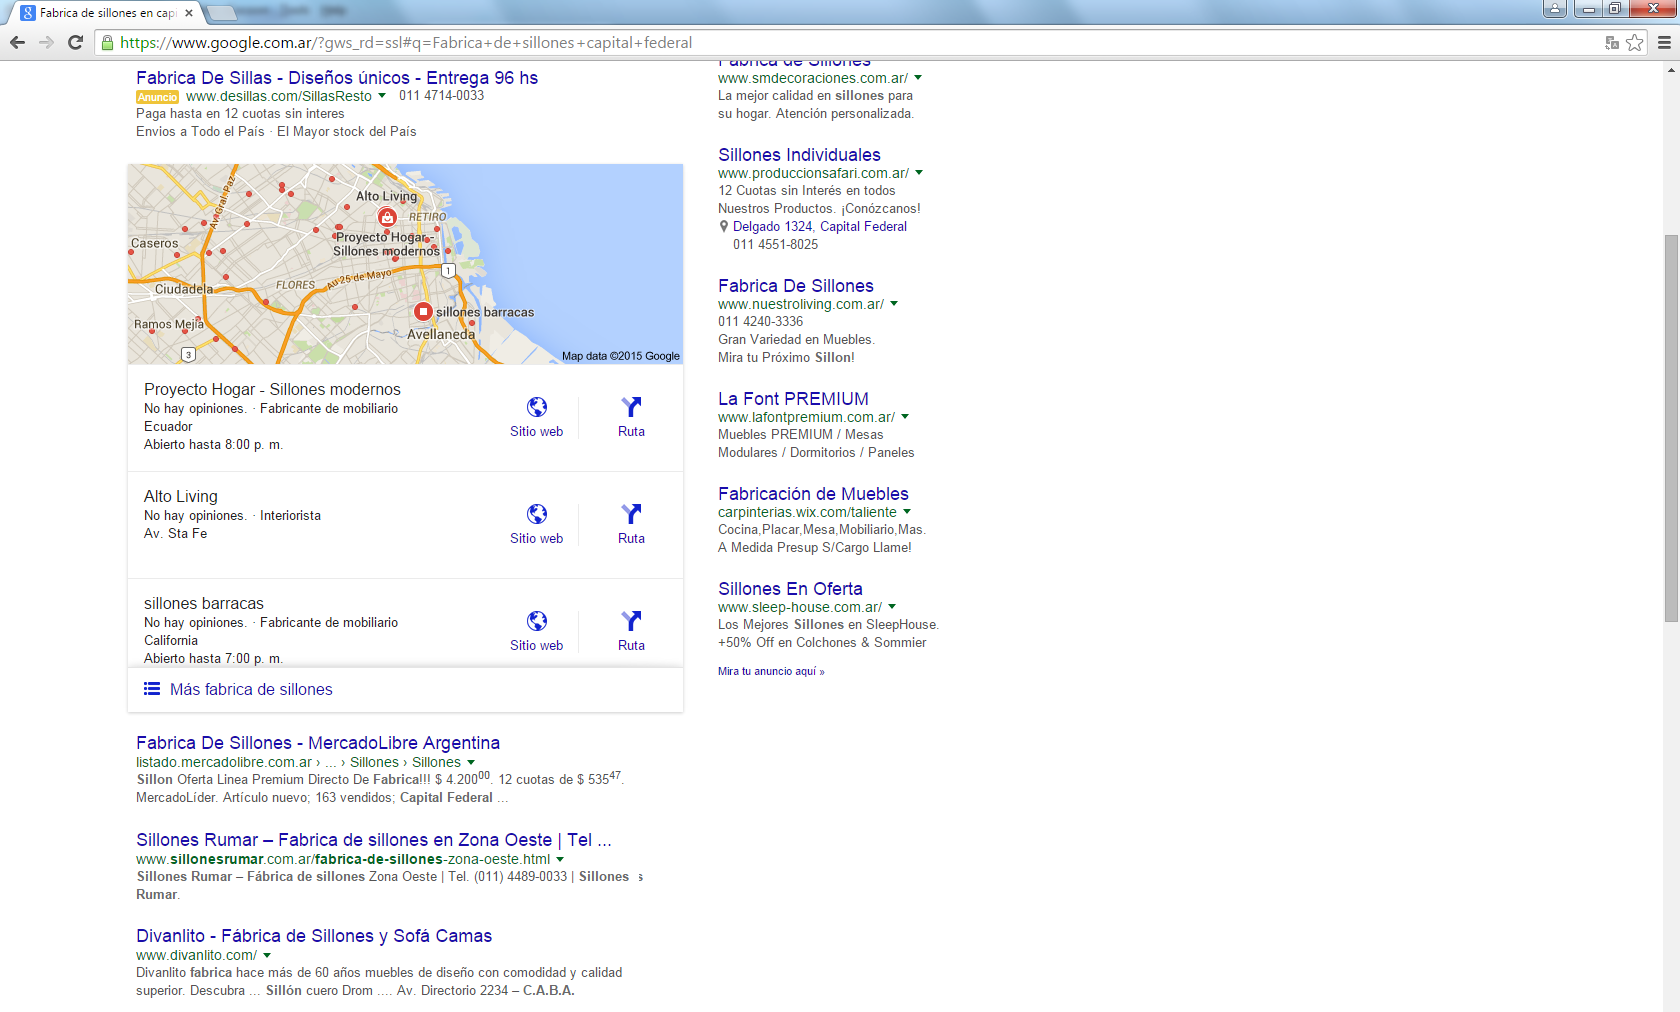 Fabrica de sillones en cap
https://www.google.com.ar/?gws_rd=ssl#q=Fabrica+de+sillones+capital+federal
Fabrica De Sillas - Diseños únicos - Entrega 96 hs
Anuncio www.desillas.com/SillasResto 011 4714-0033
Paga hasta en 12 cuotas sin interes
Envios a Todo el País · El Mayor stock del País
Av. Gral. Paz
Alto Living
RETIRO
Caseros
Proyecto Hogar -
Sillones modernos
1
Au 25 de Mayo
Ciudadela
FLORES
sillones barracas
Ramos Mejía
Avellaneda
3
Map data ©2015 Google
Proyecto Hogar - Sillones modernos
No hay opiniones. · Fabricante de mobiliario
Ecuador
Abierto hasta 8:00 p. m.
Sitio web
Ruta
Alto Living
No hay opiniones. · Interiorista
Av. Sta Fe
Sitio web
Ruta
sillones barracas
No hay opiniones. · Fabricante de mobiliario
California
Abierto hasta 7:00 p. m.
Sitio web
Ruta
Más fabrica de sillones
Fabrica De Sillones - MercadoLibre Argentina
listado.mercadolibre.com.ar › ... › Sillones › Sillones
Sillon Oferta Linea Premium Directo De Fabrica!!! $ 4.200⁰⁰. 12 cuotas de $ 535⁴⁷.
MercadoLíder. Artículo nuevo; 163 vendidos; Capital Federal ...
Sillones Rumar – Fabrica de sillones en Zona Oeste | Tel ...
www.sillonesrumar.com.ar/fabrica-de-sillones-zona-oeste.html
Sillones Rumar – Fábrica de sillones Zona Oeste | Tel. (011) 4489-0033 | Sillones s
Rumar.
Divanlito - Fábrica de Sillones y Sofá Camas
www.divanlito.com/
Divanlito fabrica hace más de 60 años muebles de diseño con comodidad y calidad
superior. Descubra ... Sillón cuero Drom .... Av. Directorio 2234 – C.A.B.A.
Fabrica de Sillones
www.smdecoraciones.com.ar/
La mejor calidad en sillones para
su hogar. Atención personalizada.
Sillones Individuales
www.produccionsafari.com.ar/
12 Cuotas sin Interés en todos
Nuestros Productos. ¡Conózcanos!
Delgado 1324, Capital Federal
011 4551-8025
Fabrica De Sillones
www.nuestroliving.com.ar/
011 4240-3336
Gran Variedad en Muebles.
Mira tu Próximo Sillon!
La Font PREMIUM
www.lafontpremium.com.ar/
Muebles PREMIUM / Mesas
Modulares / Dormitorios / Paneles
Fabricación de Muebles
carpinterias.wix.com/taliente
Cocina,Placar,Mesa,Mobiliario,Mas.
A Medida Presup S/Cargo Llame!
Sillones En Oferta
www.sleep-house.com.ar/
Los Mejores Sillones en SleepHouse.
+50% Off en Colchones & Sommier
Mira tu anuncio aquí »